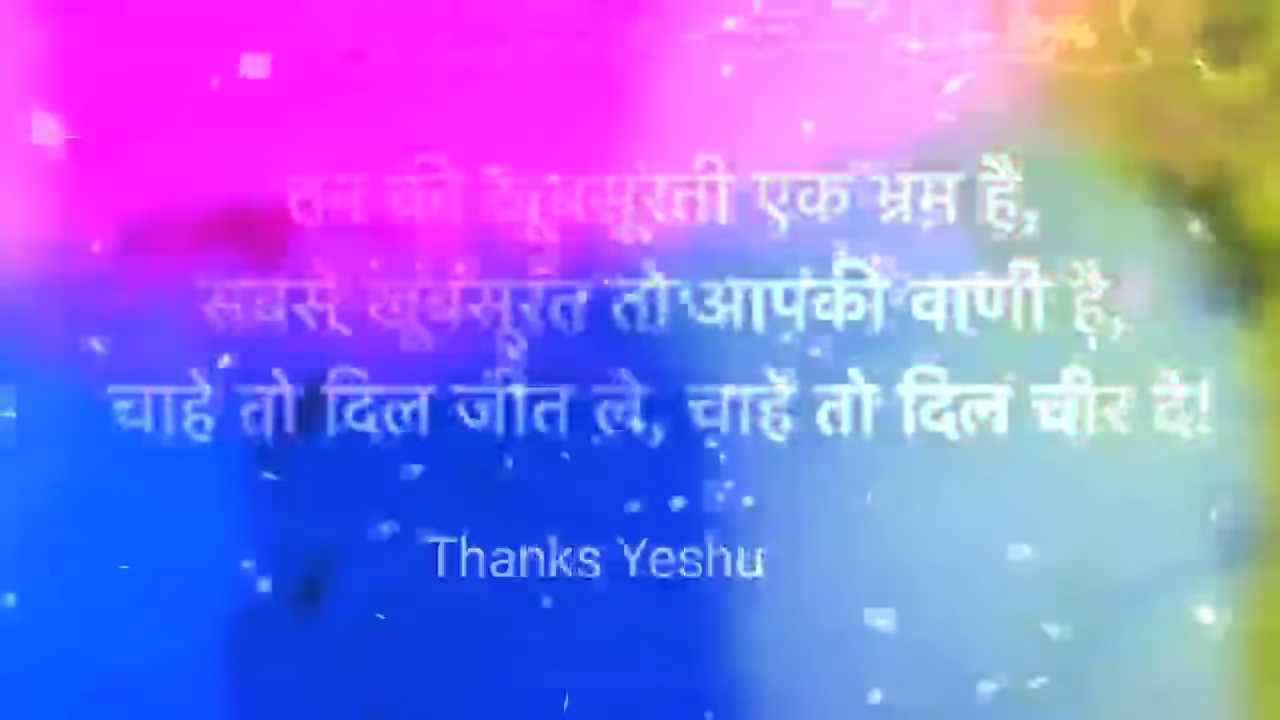 तन की खूबसूरती एक भ्रम हैं,
सबसे खूबसूरत तो आपकी वाणी है,
चाहे तो दिल जीत ले, चाहे तो दिल चीर दे!
Thanks Yeshu